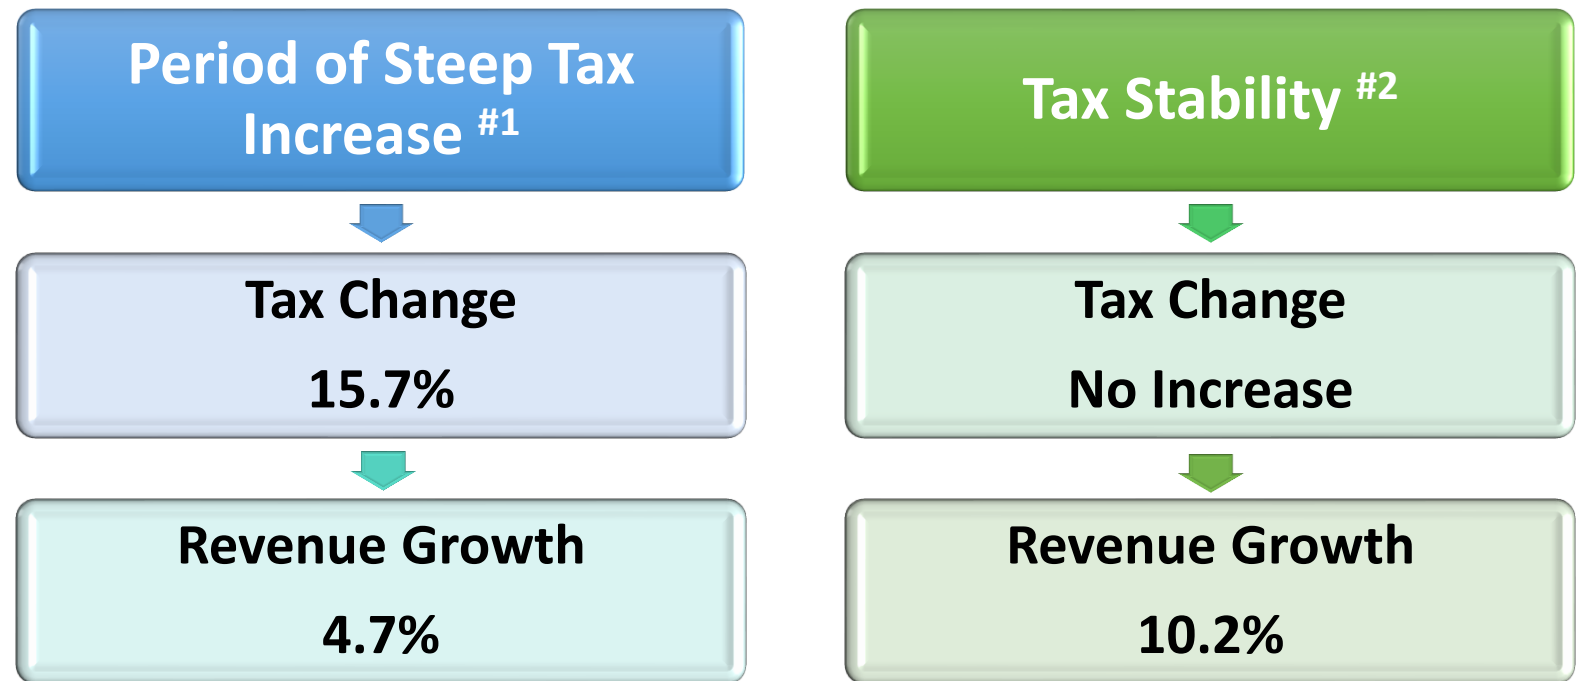 Period of Steep Tax
Increase #1
Tax Change
15.7%
Revenue Growth
4.7%
Tax Stability #2
Tax Change
No Increase
Revenue Growth
10.2%